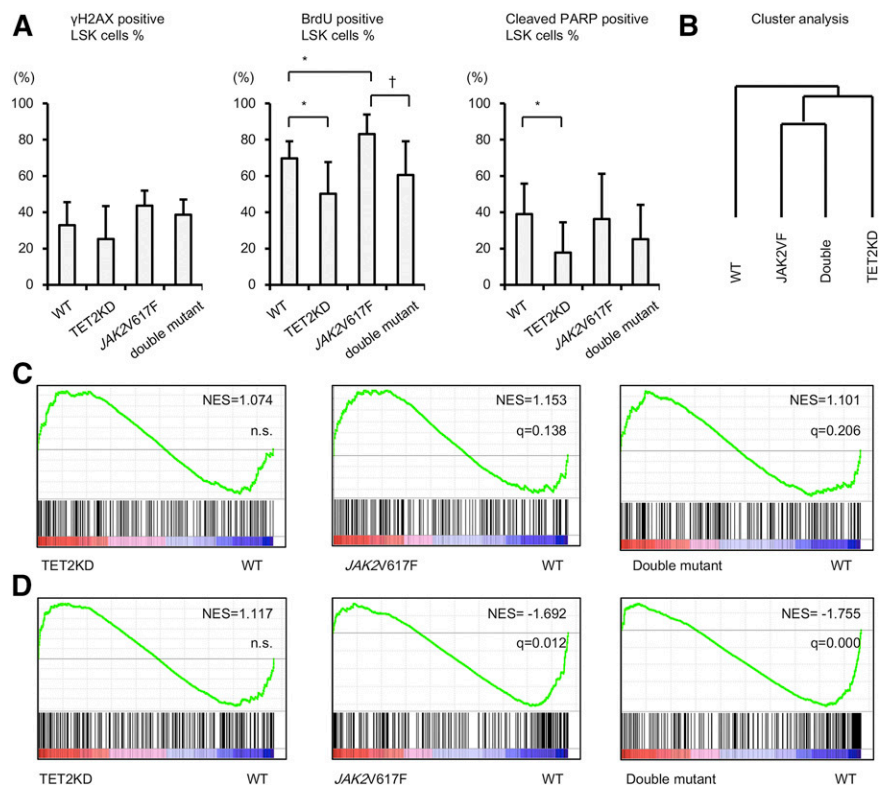 A
γH2AX positive
LSK cells %
BrdU positive
LSK cells %
Cleaved PARP positive
LSK cells %
B
Cluster analysis
(%)
100
80
60
40
20
0
WT
TET2KD
JAK2V617F
double mutant
(%)
100
80
60
40
20
0
*
*
†
WT
TET2KD
JAK2V617F
double mutant
(%)
100
80
60
40
20
0
*
WT
TET2KD
JAK2V617F
double mutant
WT
JAK2VF
Double
TET2KD
C
NES=1.074
n.s.
TET2KD WT
NES=1.153
q=0.138
JAK2V617F WT
NES=1.101
q=0.206
Double mutant WT
D
NES=1.117
n.s.
TET2KD WT
NES= -1.692
q=0.012
JAK2V617F WT
NES= -1.755
q=0.000
Double mutant WT